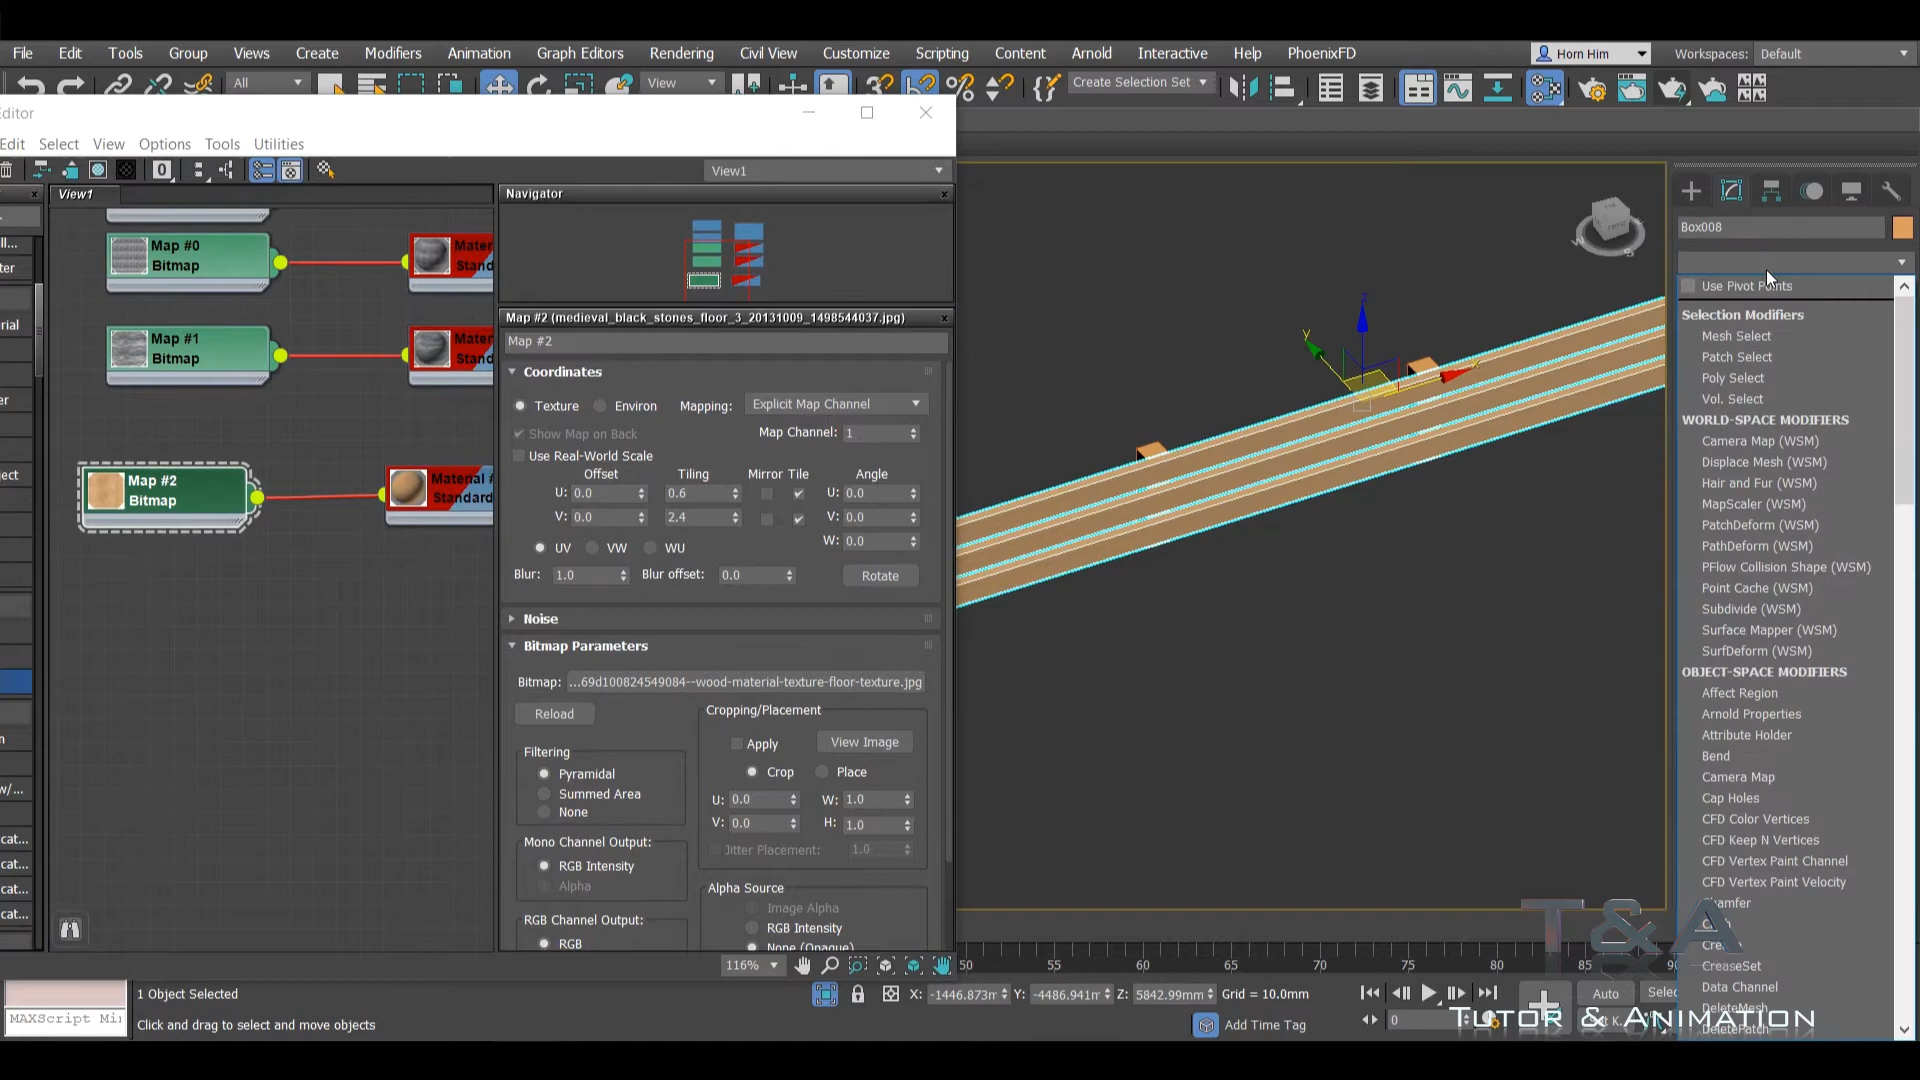 File Edit Tools Group Views Create Modifiers Animation Graph Editors Rendering Civil View Customize Scripting Content Arnold Interactive Help PhoenixFD Horn Him Workspaces: Default
All View Create Selection Set
Editor
Edit Select View Options Tools Utilities
View1
View1
Navigator
Box008
Map #0
Bitmap
Map #1
Bitmap
Map #2
Bitmap
Mater
Stand
Mater
Stand
Material #
Standard
Map #2 (medieval_black_stones_floor_3_20131009_1498544037.jpg)
Map #2
Coordinates
Texture Environ Mapping: Explicit Map Channel
Show Map on Back Map Channel: 1
Use Real-World Scale
Offset Tiling Mirror Tile Angle
U: 0.0 0.6 U: 0.0
V: 0.0 2.4 V: 0.0
W: 0.0
UV VW WU
Blur: 1.0 Blur offset: 0.0 Rotate
Noise
Bitmap Parameters
Bitmap: ...69d100824549084--wood-material-texture-floor-texture.jpg
Reload
Cropping/Placement
Apply View Image
Crop Place
U: 0.0 W: 1.0
V: 0.0 H: 1.0
Jitter Placement: 1.0
Filtering
Pyramidal
Summed Area
None
Mono Channel Output:
RGB Intensity
Alpha
RGB Channel Output:
RGB
Alpha Source
Image Alpha
RGB Intensity
None (Opaque)
Use Pivot Points
Selection Modifiers
Mesh Select
Patch Select
Poly Select
Vol. Select
WORLD-SPACE MODIFIERS
Camera Map (WSM)
Displace Mesh (WSM)
Hair and Fur (WSM)
MapScaler (WSM)
PatchDeform (WSM)
PathDeform (WSM)
PFlow Collision Shape (WSM)
Point Cache (WSM)
Subdivide (WSM)
Surface Mapper (WSM)
SurfDeform (WSM)
OBJECT-SPACE MODIFIERS
Affect Region
Arnold Properties
Attribute Holder
Bend
Camera Map
Cap Holes
CFD Color Vertices
CFD Keep N Vertices
CFD Vertex Paint Channel
CFD Vertex Paint Velocity
Chamfer
CreaseSet
Data Channel
DeleteMesh
DeletePatch
T & A
TUTOR & ANIMATION
116%
50 55 60 65 70 75 80 85
1 Object Selected
X: -1446.873m Y: -4486.941m Z: 5842.99mm Grid = 10.0mm
Auto Selec
MAXScript Mi
Click and drag to select and move objects
Add Time Tag
0